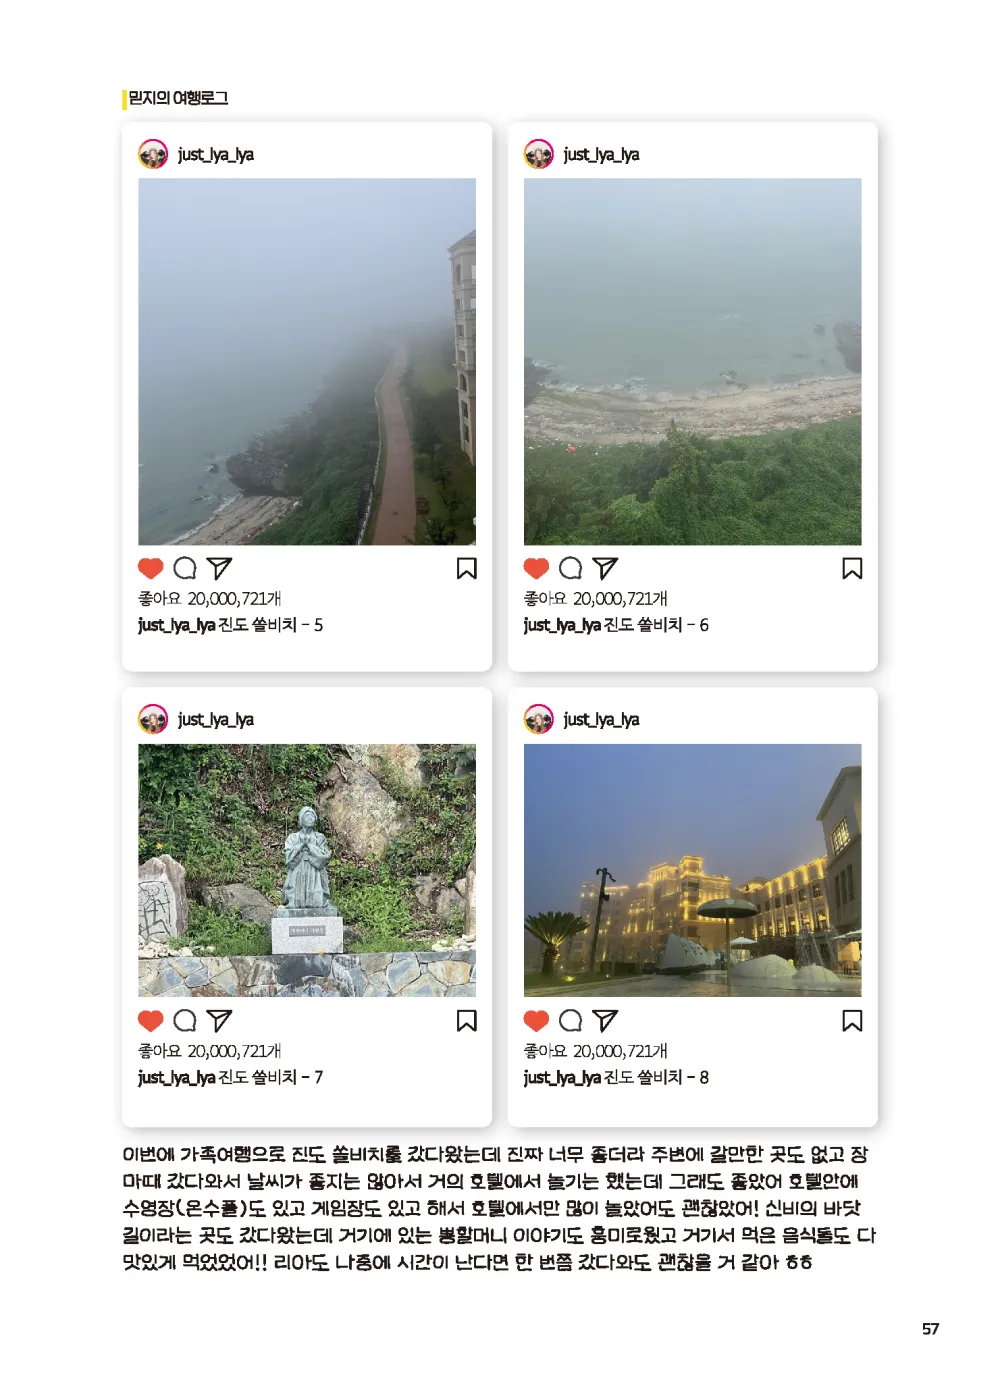 믿지의 여행로그
just_lya_lya
좋아요 20,000,721개
just_lya_lya 진도 쏠비치 - 5
just_lya_lya
좋아요 20,000,721개
just_lya_lya 진도 쏠비치 - 6
just_lya_lya
좋아요 20,000,721개
just_lya_lya 진도 쏠비치 - 7
just_lya_lya
좋아요 20,000,721개
just_lya_lya 진도 쏠비치 - 8
이번에 가족여행으로 진도 쏠비치를 갔다왔는데 진짜 너무 좋더라 주변에 갈만한 곳도 없고 장
마때 갔다와서 날씨가 좋지는 않아서 거의 호텔에서 놀기는 했는데 그래도 좋았어 호텔안에
수영장(온수풀)도 있고 게임장도 있고 해서 호텔에서만 많이 놀았어도 괜찮았어! 신비의 바닷
길이라는 곳도 갔다왔는데 거기에 있는 뽕할머니 이야기도 흥미로웠고 거기서 먹은 음식들도 다
맛있게 먹었었어!! 리아도 나중에 시간이 난다면 한 번쯤 갔다와도 괜찮을 거 같아 ㅎㅎ
57